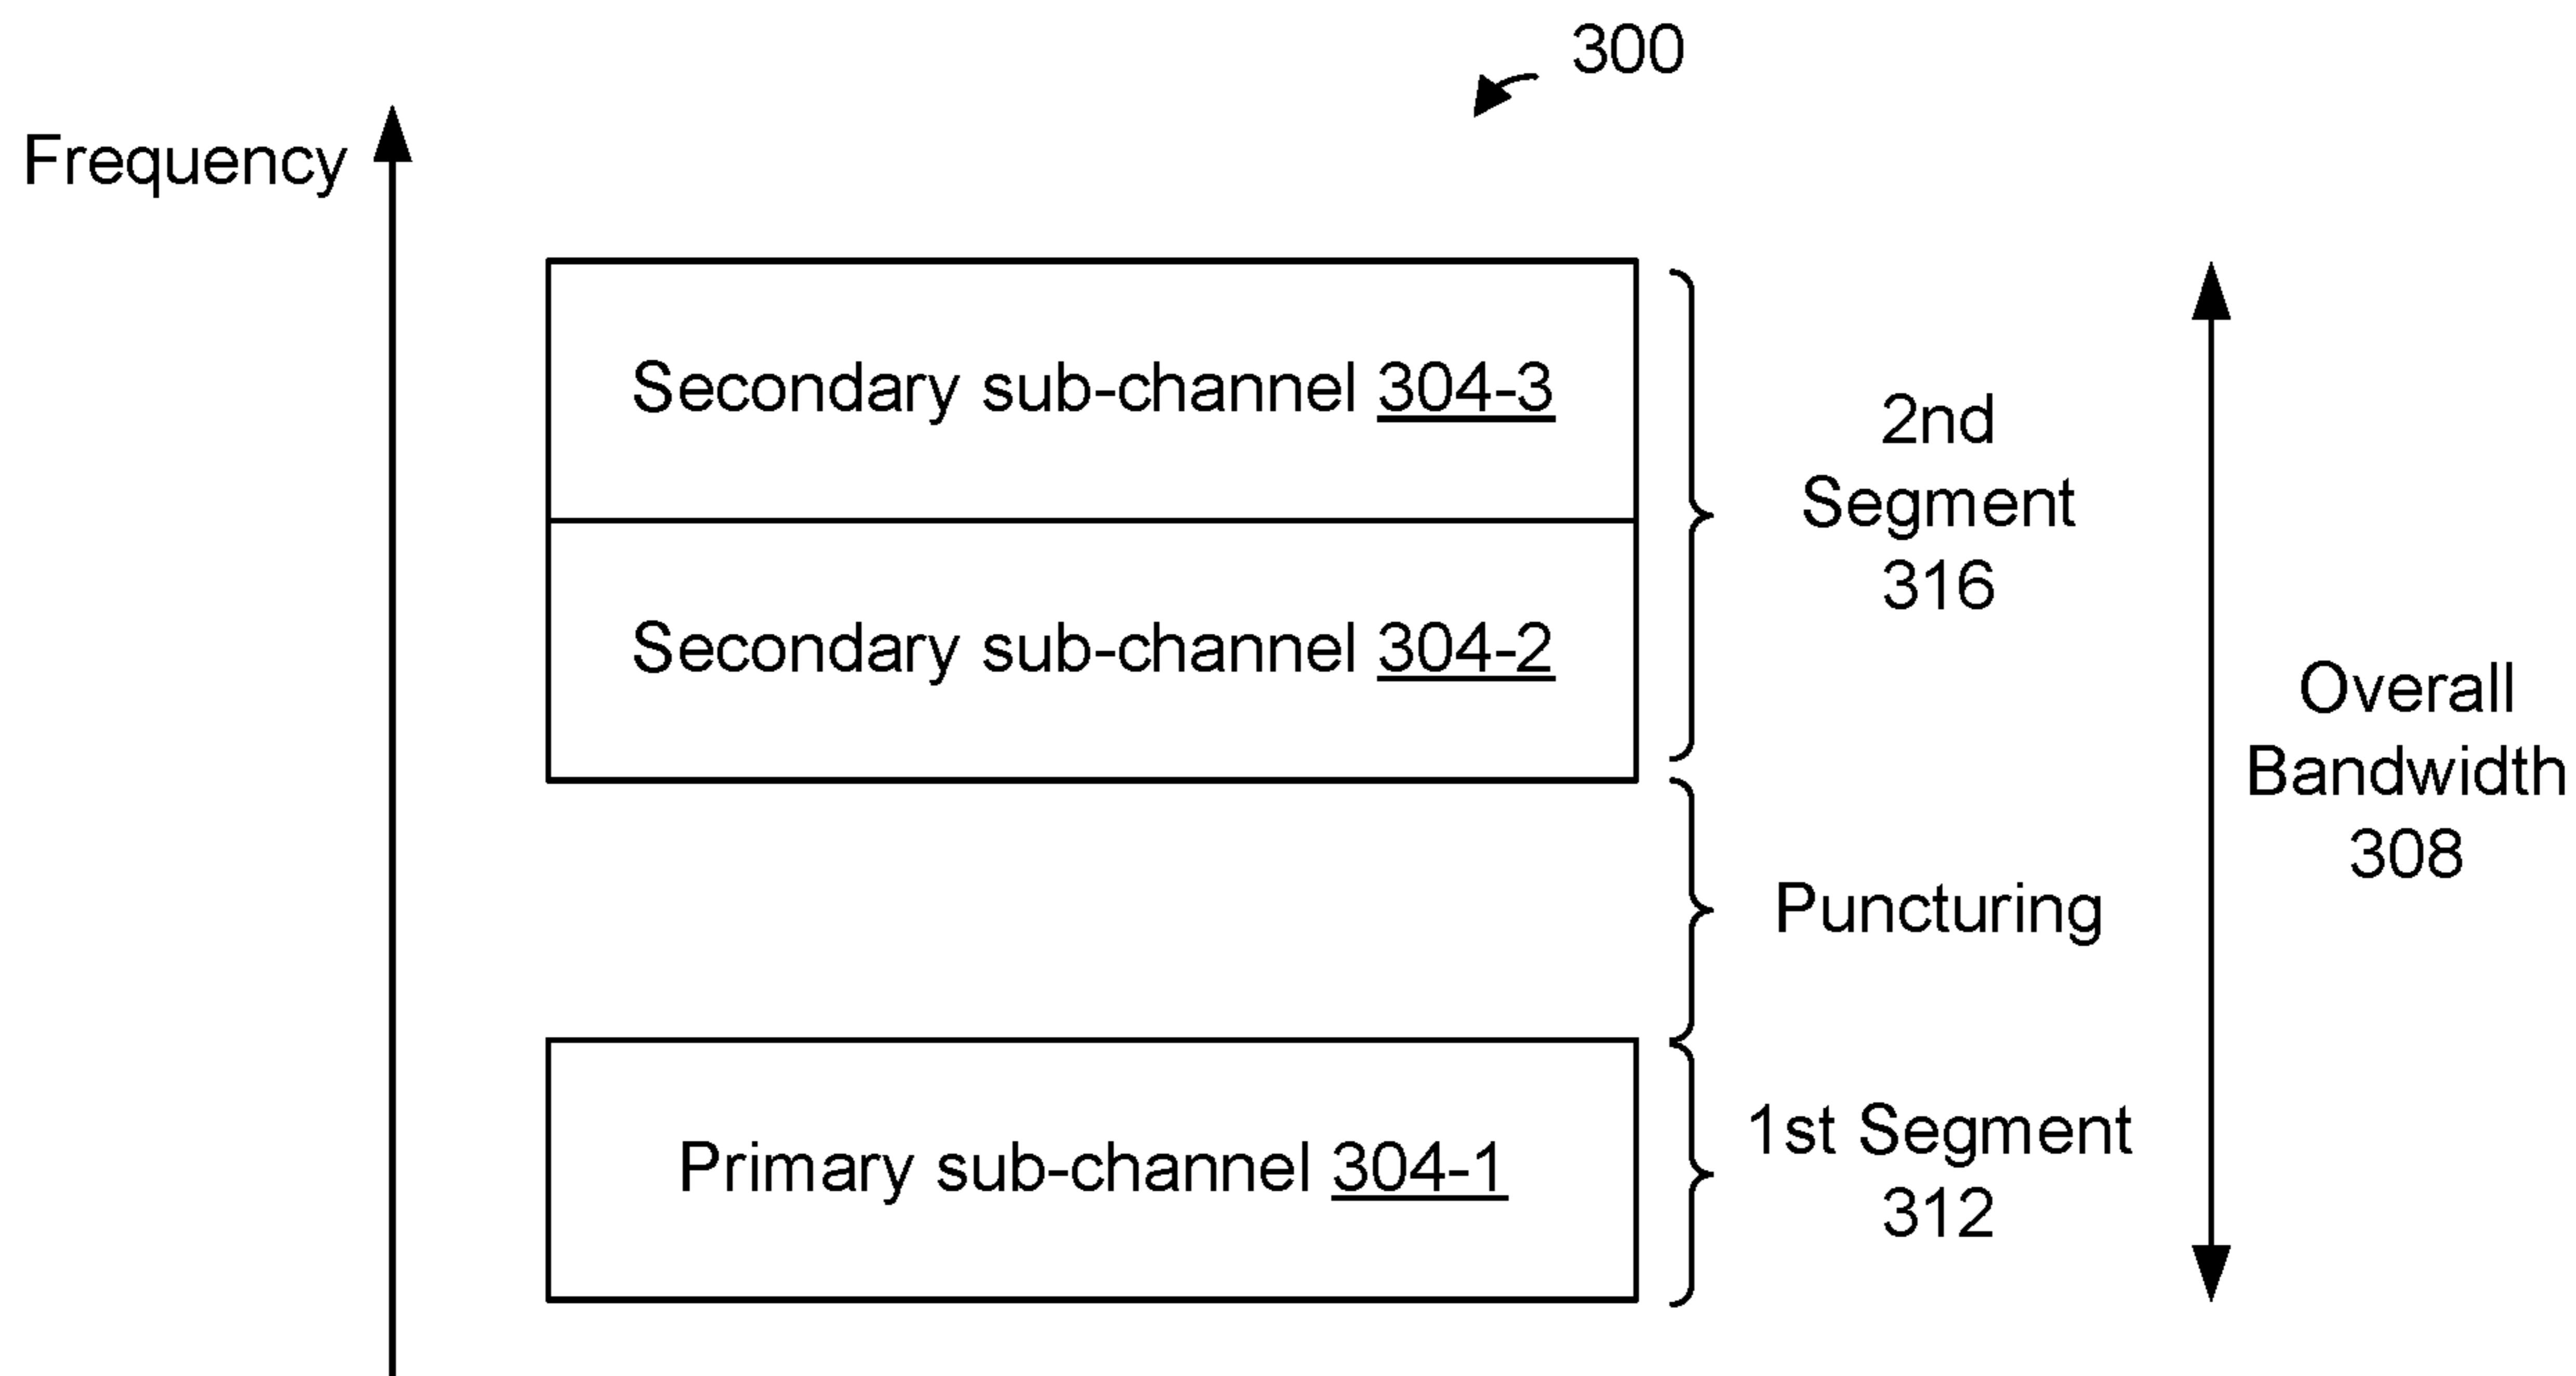 300
Frequency
Secondary sub-channel 304-3
2nd
Segment
316
Secondary sub-channel 304-2
Overall
Bandwidth
308
Puncturing
Primary sub-channel 304-1
1st Segment
312